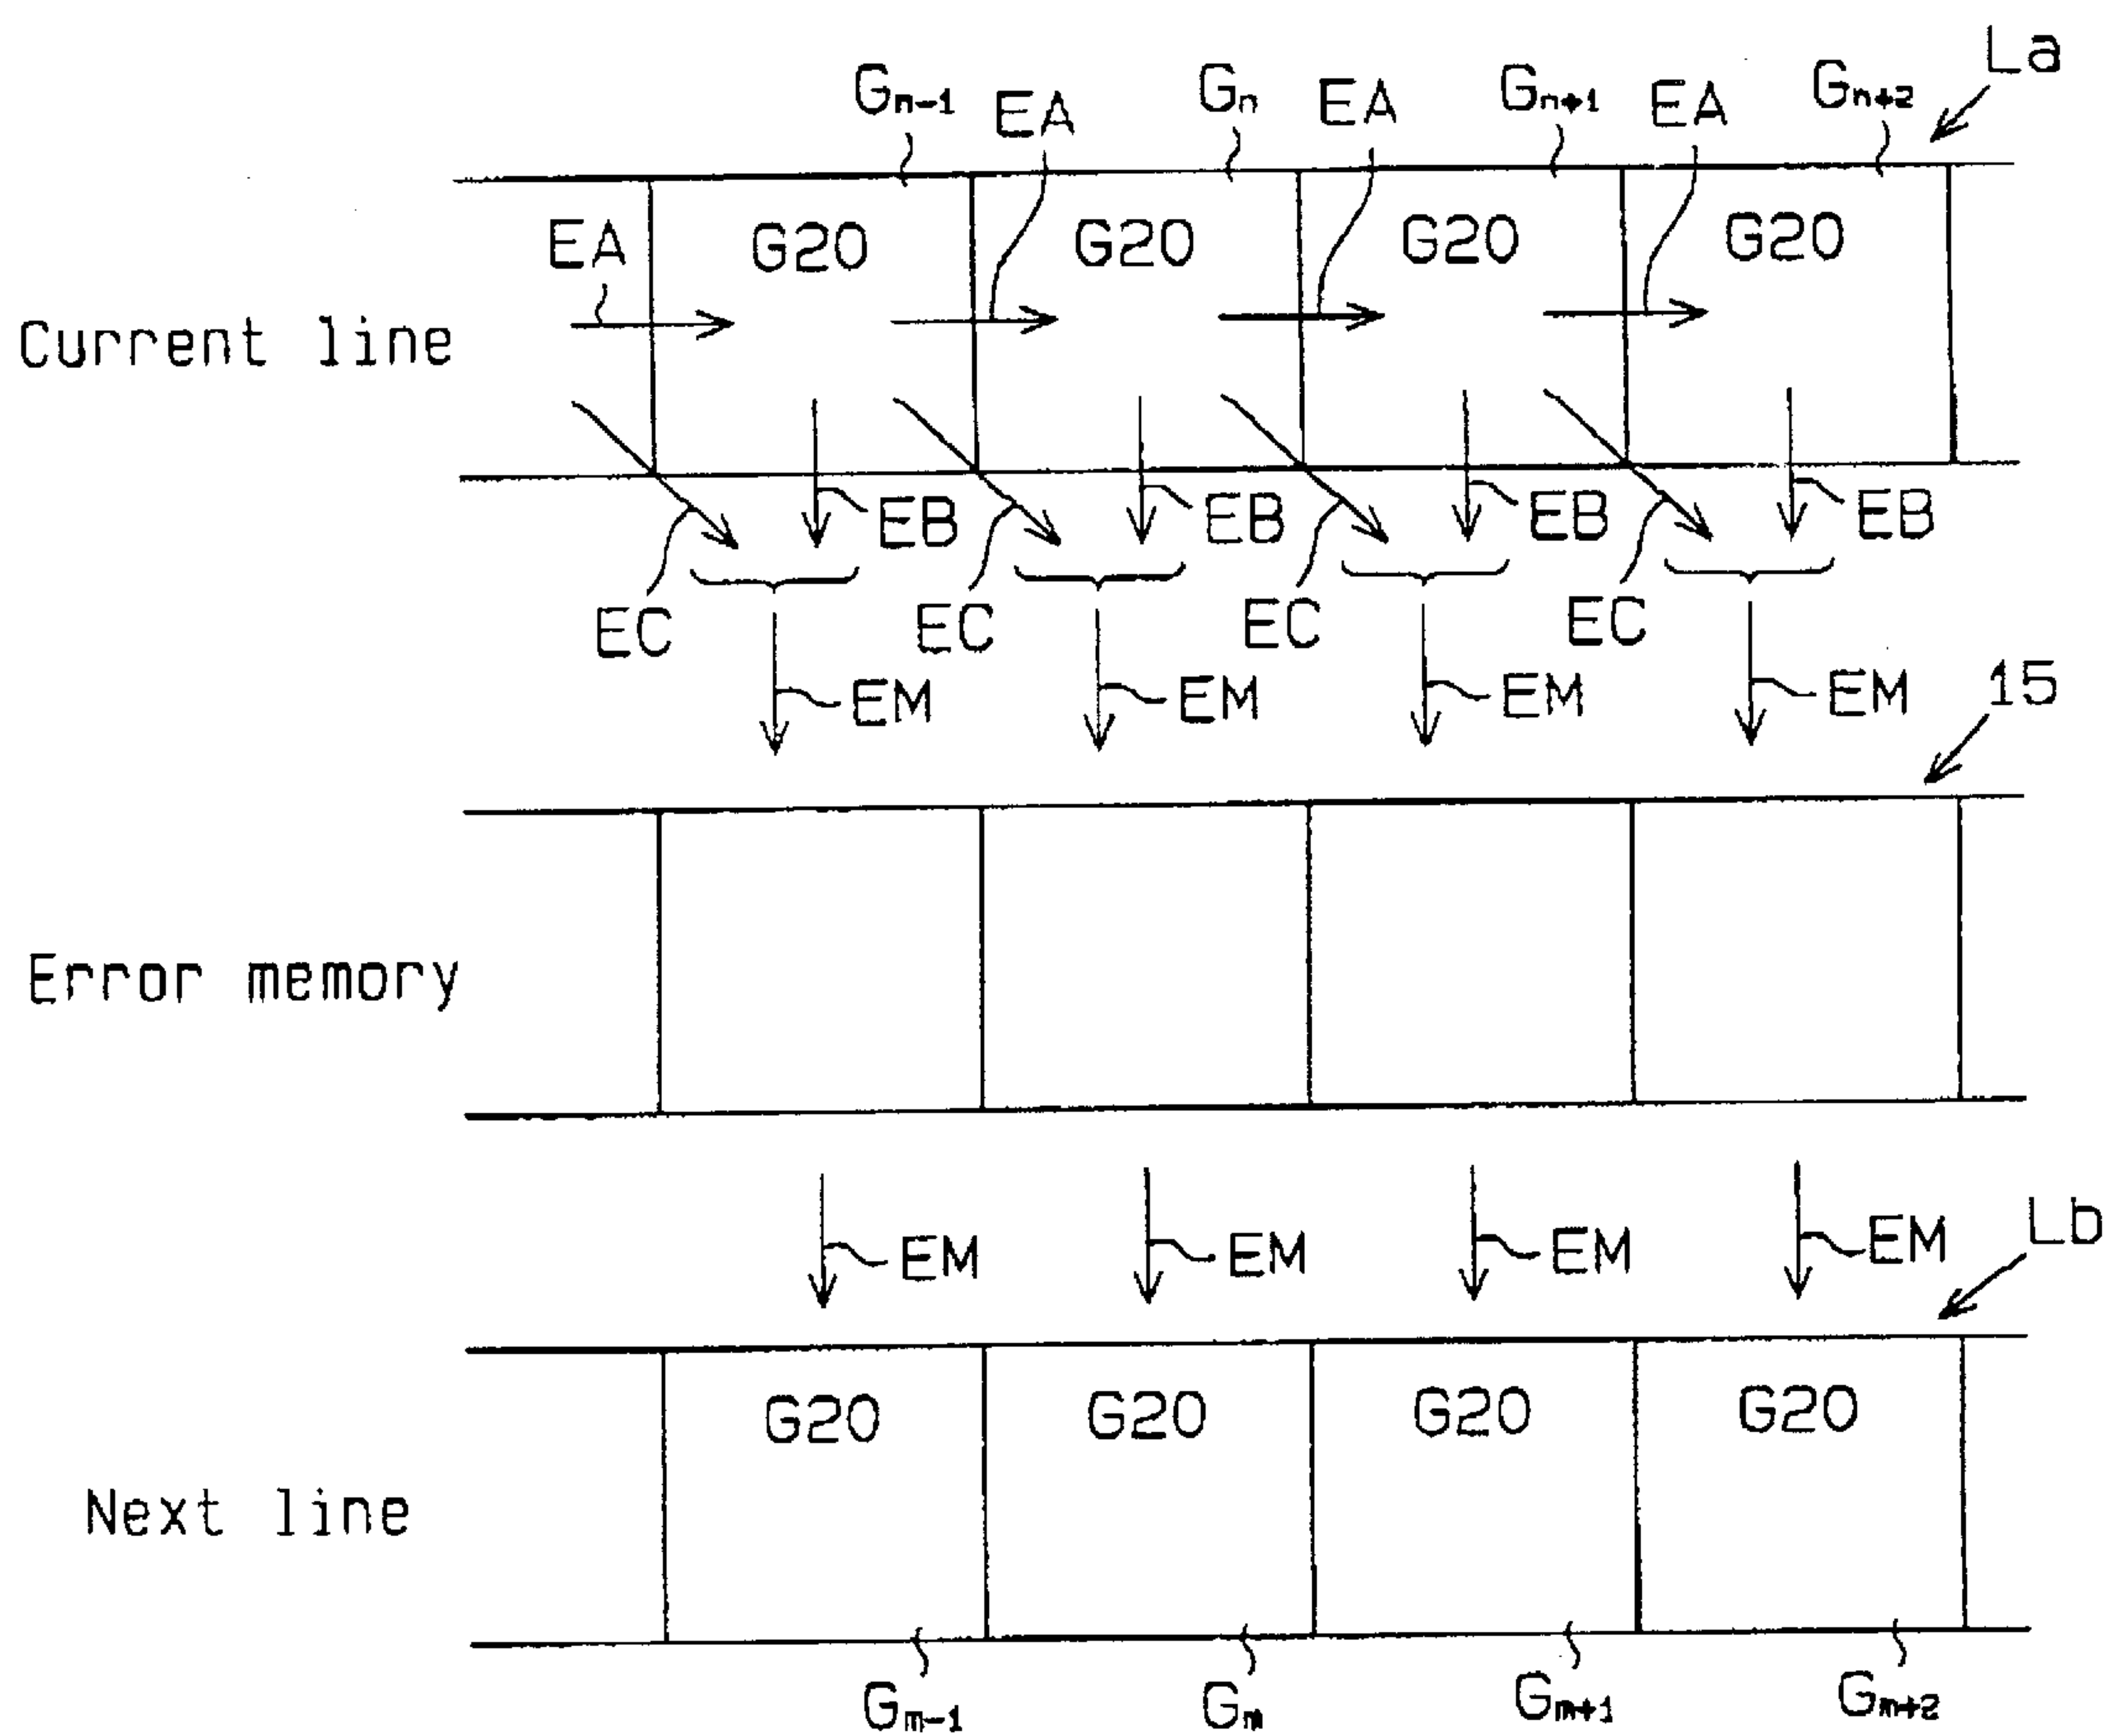 La
Gn-1 EA Gn EA Gn+1 EA Gn+2
EA G20 G20 G20 G20
Current line
EB EB EB EB
EC EC EC EC
EM EM EM EM
15
Error memory
EM EM EM EM
Lb
G20 G20 G20 G20
Next line
Gm-1 Gm Gm+1 Gm+2